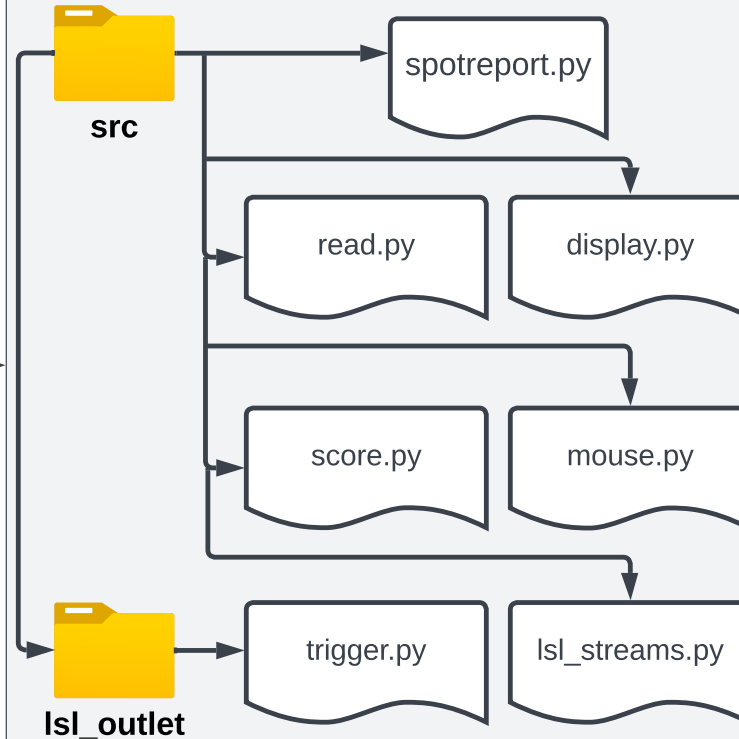 spotreport.py
src
read.py
display.py
score.py
mouse.py
trigger.py
lsl_streams.py
lsl_outlet